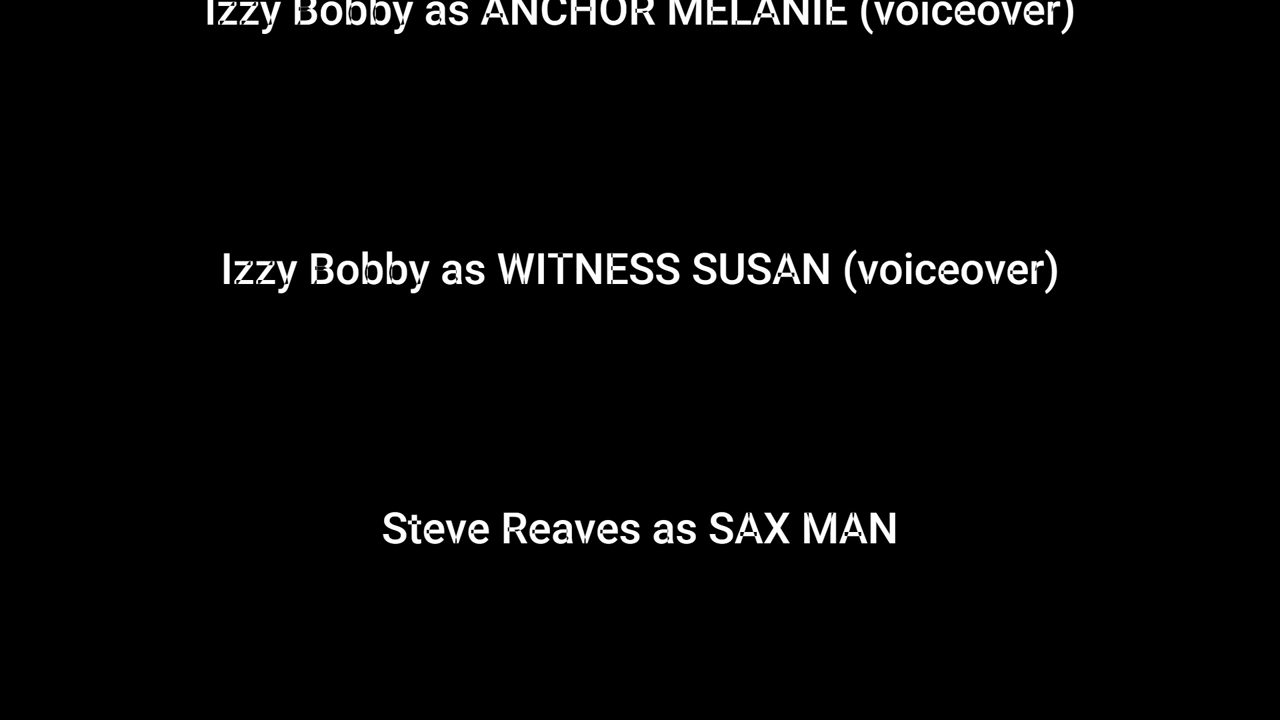 Izzy Bobby as ANCHOR MELANIE (voiceover)
Izzy Bobby as WITNESS SUSAN (voiceover)
Steve Reaves as SAX MAN